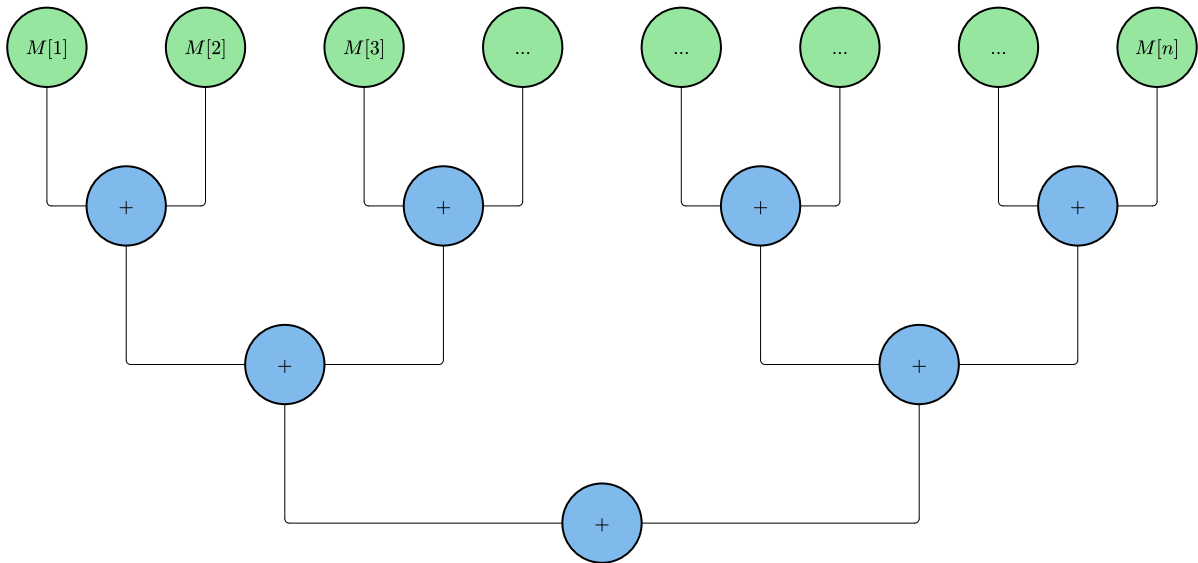 M[1] M[2] M[3] ... ... ... ... M[n]
+ + + +
+ +
+